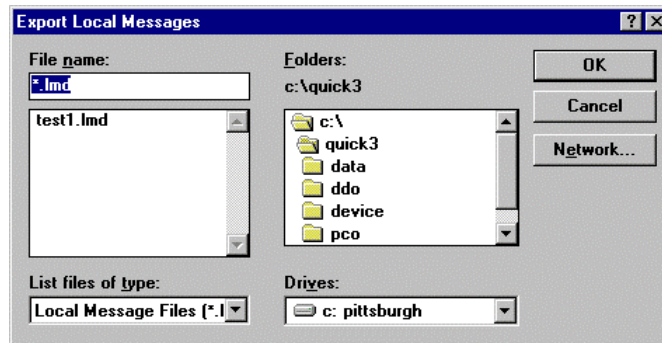 Export Local Messages
File name:
*.lmd
test1.lmd
List files of type:
Local Message Files (*.l
Folders:
c:\quick3
c:\
quick3
data
ddo
device
pco
Drives:
c: pittsburgh
OK
Cancel
Network...